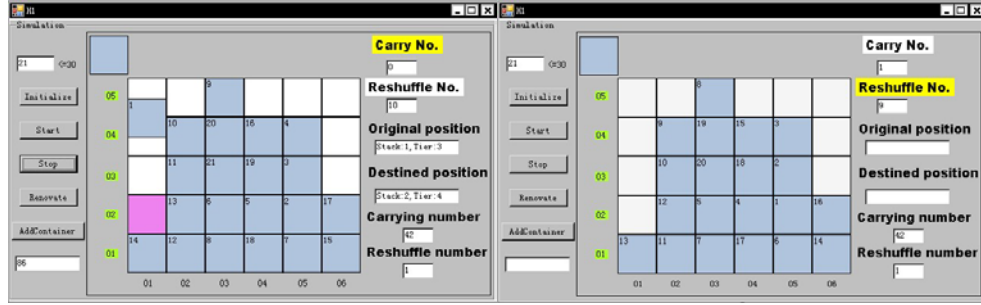 M1
Simulation
21 <=30
Initialize
Start
Stop
Renovate
AddContainer
86
05
04
03
02
01
1 9
10 20 16 4
11 21 19 3
13 6 5 2 17
14 12 8 18 7 15
01 02 03 04 05 06
Carry No.
0
Reshuffle No.
10
Original position
Stack:1,Tier:3
Destined position
Stack:2,Tier:4
Carrying number
42
Reshuffle number
1
M1
Simulation
21 <=30
Initialize
Start
Stop
Renovate
AddContainer
05
04
03
02
01
8
9 19 15 3
10 20 18 2
12 5 4 1 16
13 11 7 17 6 14
01 02 03 04 05 06
Carry No.
1
Reshuffle No.
9
Original position
Destined position
Carrying number
42
Reshuffle number
1